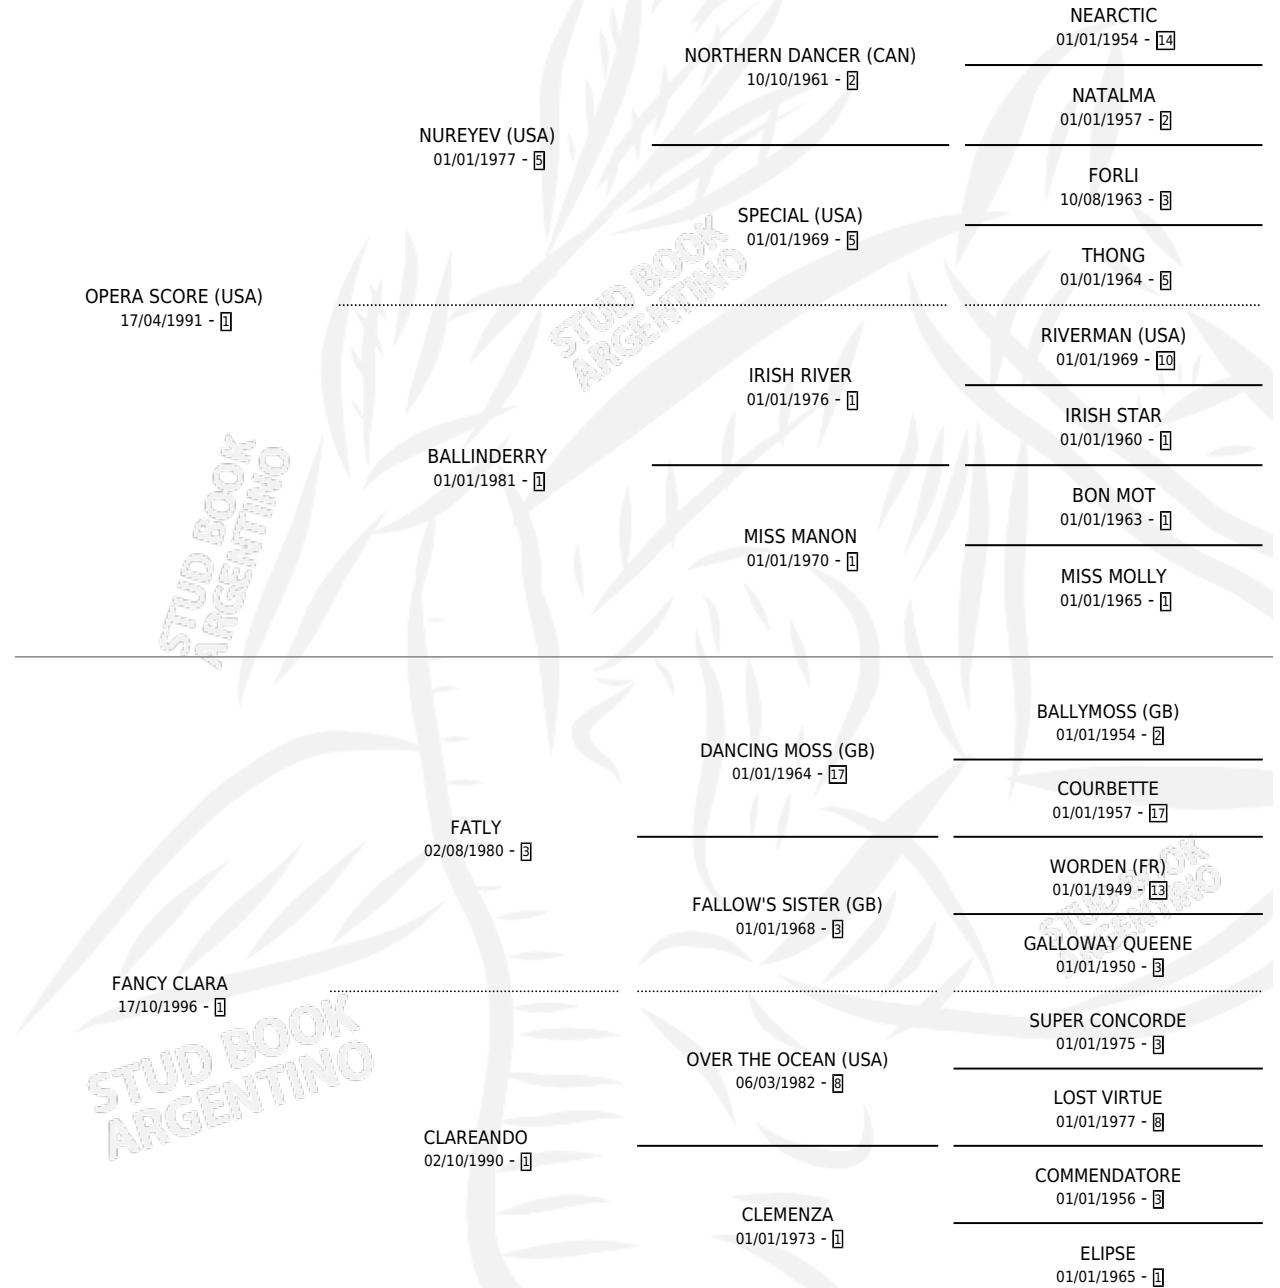 NEARCTIC
01/01/1954 - 14
NORTHERN DANCER (CAN)
10/10/1961 - 2
NATALMA
01/01/1957 - 2
NUREYEV (USA)
01/01/1977 - 5
FORLI
10/08/1963 - 3
SPECIAL (USA)
01/01/1969 - 5
THONG
01/01/1964 - 5
OPERA SCORE (USA)
17/04/1991 - 1
RIVERMAN (USA)
01/01/1969 - 10
IRISH RIVER
01/01/1976 - 1
IRISH STAR
01/01/1960 - 1
BALLINDERRY
01/01/1981 - 1
BON MOT
01/01/1963 - 1
MISS MANON
01/01/1970 - 1
MISS MOLLY
01/01/1965 - 1
BALLYMOSS (GB)
01/01/1954 - 2
DANCING MOSS (GB)
01/01/1964 - 17
COURBETTE
01/01/1957 - 17
FATLY
02/08/1980 - 3
WORDEN (FR)
01/01/1949 - 13
FALLOW'S SISTER (GB)
01/01/1968 - 3
GALLOWAY QUEENE
01/01/1950 - 3
FANCY CLARA
17/10/1996 - 1
SUPER CONCORDE
01/01/1975 - 3
OVER THE OCEAN (USA)
06/03/1982 - 8
LOST VIRTUE
01/01/1977 - 8
CLAREANDO
02/10/1990 - 1
COMMENDATORE
01/01/1956 - 3
CLEMENZA
01/01/1973 - 1
ELIPSE
01/01/1965 - 1
STUD BOOK
ARGENTINO
STUD BOOK
ARGENTINO
STUD BOOK
ARGENTINO
STUD BOOK
ARGENTINO